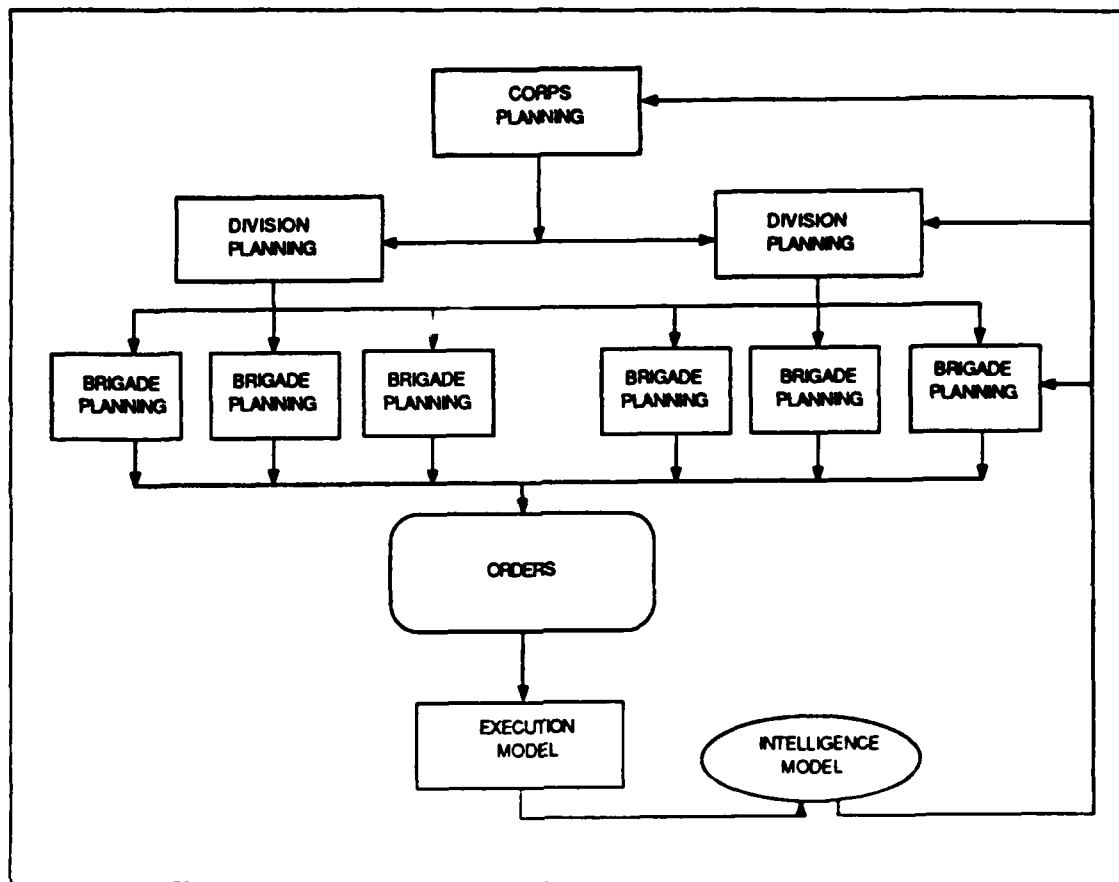 CORPS
PLANNING
DIVISION
PLANNING
DIVISION
PLANNING
BRIGADE
PLANNING
BRIGADE
PLANNING
BRIGADE
PLANNING
BRIGADE
PLANNING
BRIGADE
PLANNING
BRIGADE
PLANNING
ORDERS
EXECUTION
MODEL
INTELLIGENCE
MODEL